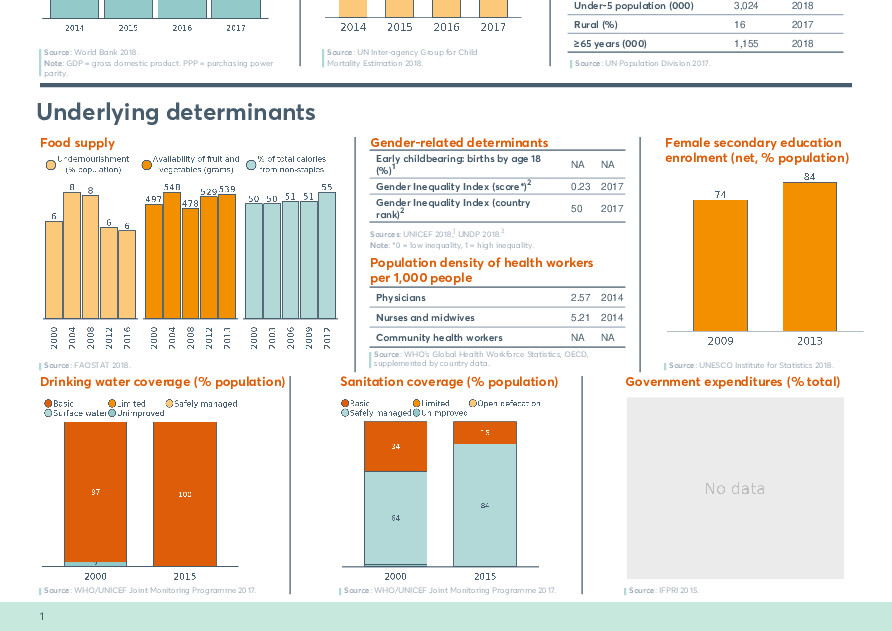 2014 2015 2016 2017
Source: World Bank 2018.
Note: GDP = gross domestic product. PPP = purchasing power
parity.
2014 2015 2016 2017
Source: UN Inter-agency Group for Child
Mortality Estimation 2018.
Under-5 population (000) 3,024 2018
Rural (%) 16 2017
≥65 years (000) 1,155 2018
Source: UN Population Division 2017.
Underlying determinants
Food supply
Undernourishment
(% population)
Availability of fruit and
vegetables (grams)
% of total calories
from non-staples
6 8 8 6 6
497 548 478 529 539
50 50 51 51 55
2000 2004 2008 2012 2016
2000 2004 2008 2012
2001 2006 2009
Source: FAOSTAT 2018.
Gender-related determinants
Early childbearing: births by age 18
(%)1 NA NA
Gender Inequality Index (score*)2 0.23 2017
Gender Inequality Index (country
rank)2 50 2017
Sources: UNICEF 2018,1 UNDP 2018.2
Note: *0 = low inequality, 1 = high inequality.
Population density of health workers
per 1,000 people
Physicians 2.57 2014
Nurses and midwives 5.21 2014
Community health workers NA NA
Source: WHO's Global Health Workforce Statistics, OECD,
supplemented by country data.
Female secondary education
enrolment (net, % population)
74 84
2009 2013
Source: UNESCO Institute for Statistics 2018.
Drinking water coverage (% population)
Basic Limited Safely managed
Surface water Unimproved
97 100
2000 2015
Source: WHO/UNICEF Joint Monitoring Programme 2017.
Sanitation coverage (% population)
Basic Limited Open defecation
Safely managed Unimproved
34
64 84
2000 2015
Source: WHO/UNICEF Joint Monitoring Programme 2017.
Government expenditures (% total)
No data
Source: IFPRI 2015.
1